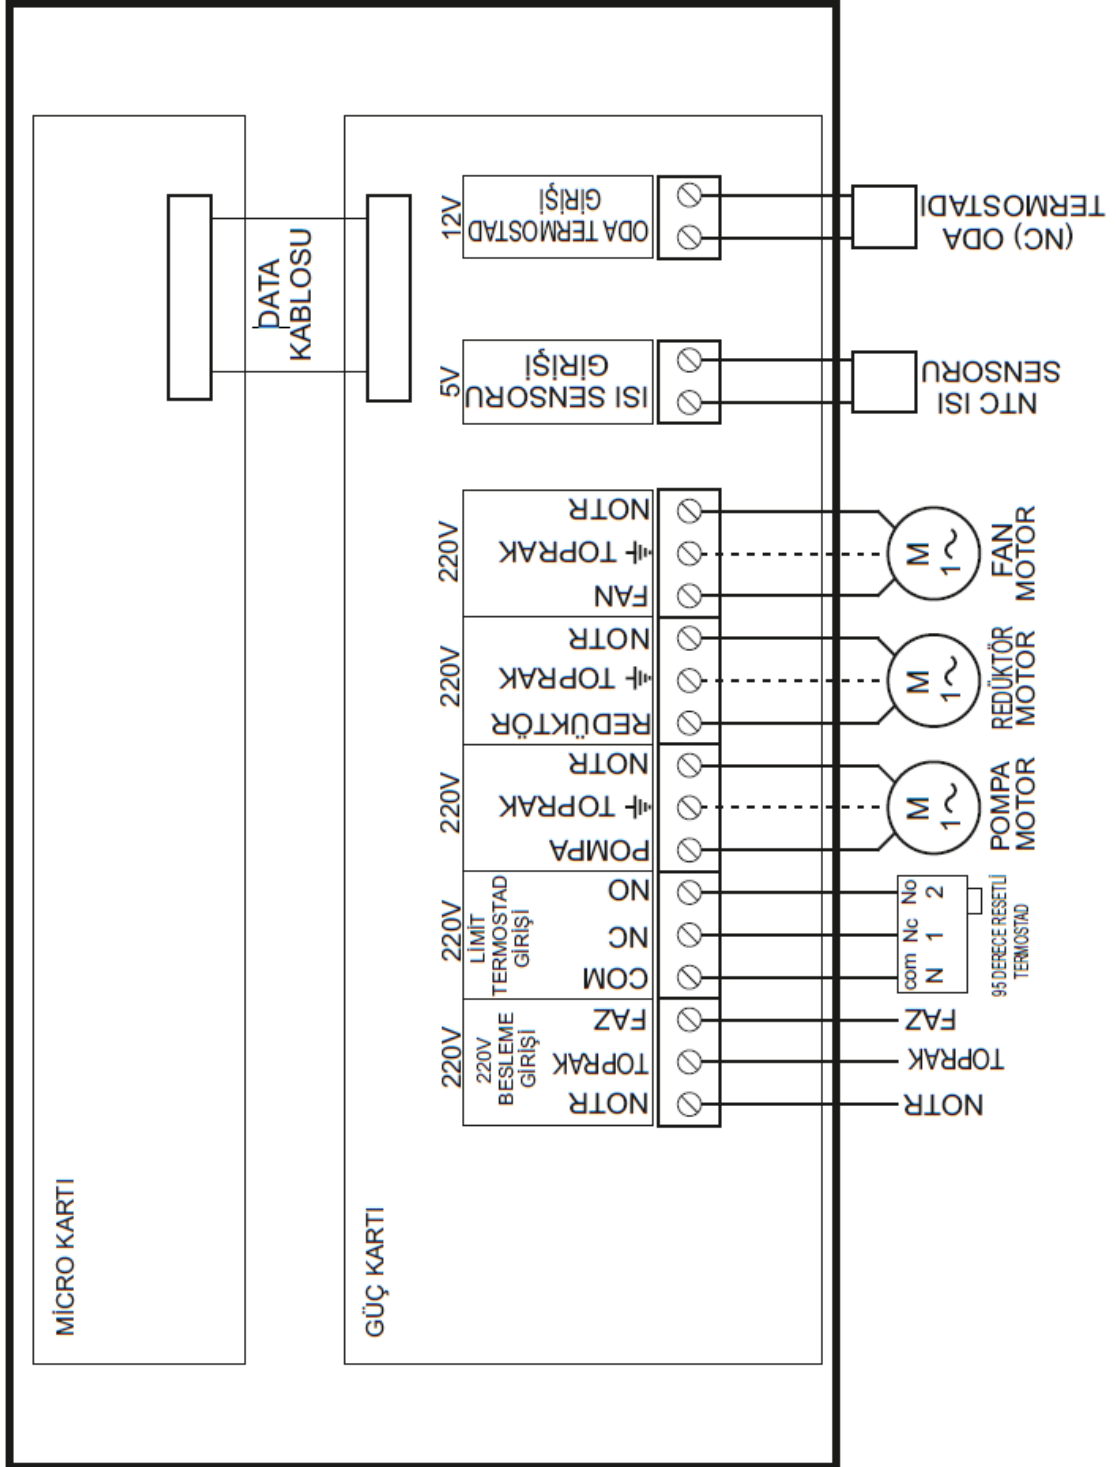 MİCRO KARTI
GÜÇ KARTI
DATA
KABLOSU
12V
ODA TERMOSTAD
GİRİŞİ
(NC) ODA
TERMOSTADI
5V
ISI SENSORU
GİRİŞİ
NTC ISI
SENSORU
220V
NOTR
TOPRAK
FAN
M
1~
FAN
MOTOR
220V
NOTR
TOPRAK
REDÜKTÖR
M
1~
REDÜKTÖR
MOTOR
220V
NOTR
TOPRAK
POMPA
M
1~
POMPA
MOTOR
220V
LİMİT
TERMOSTAD
GİRİŞİ
NO
NC
COM
com Nc No
N 1 2
95 DERECE RESETLİ
TERMOSTAD
220V
220V
BESLEME
GİRİŞİ
FAZ
TOPRAK
NOTR
FAZ
TOPRAK
NOTR